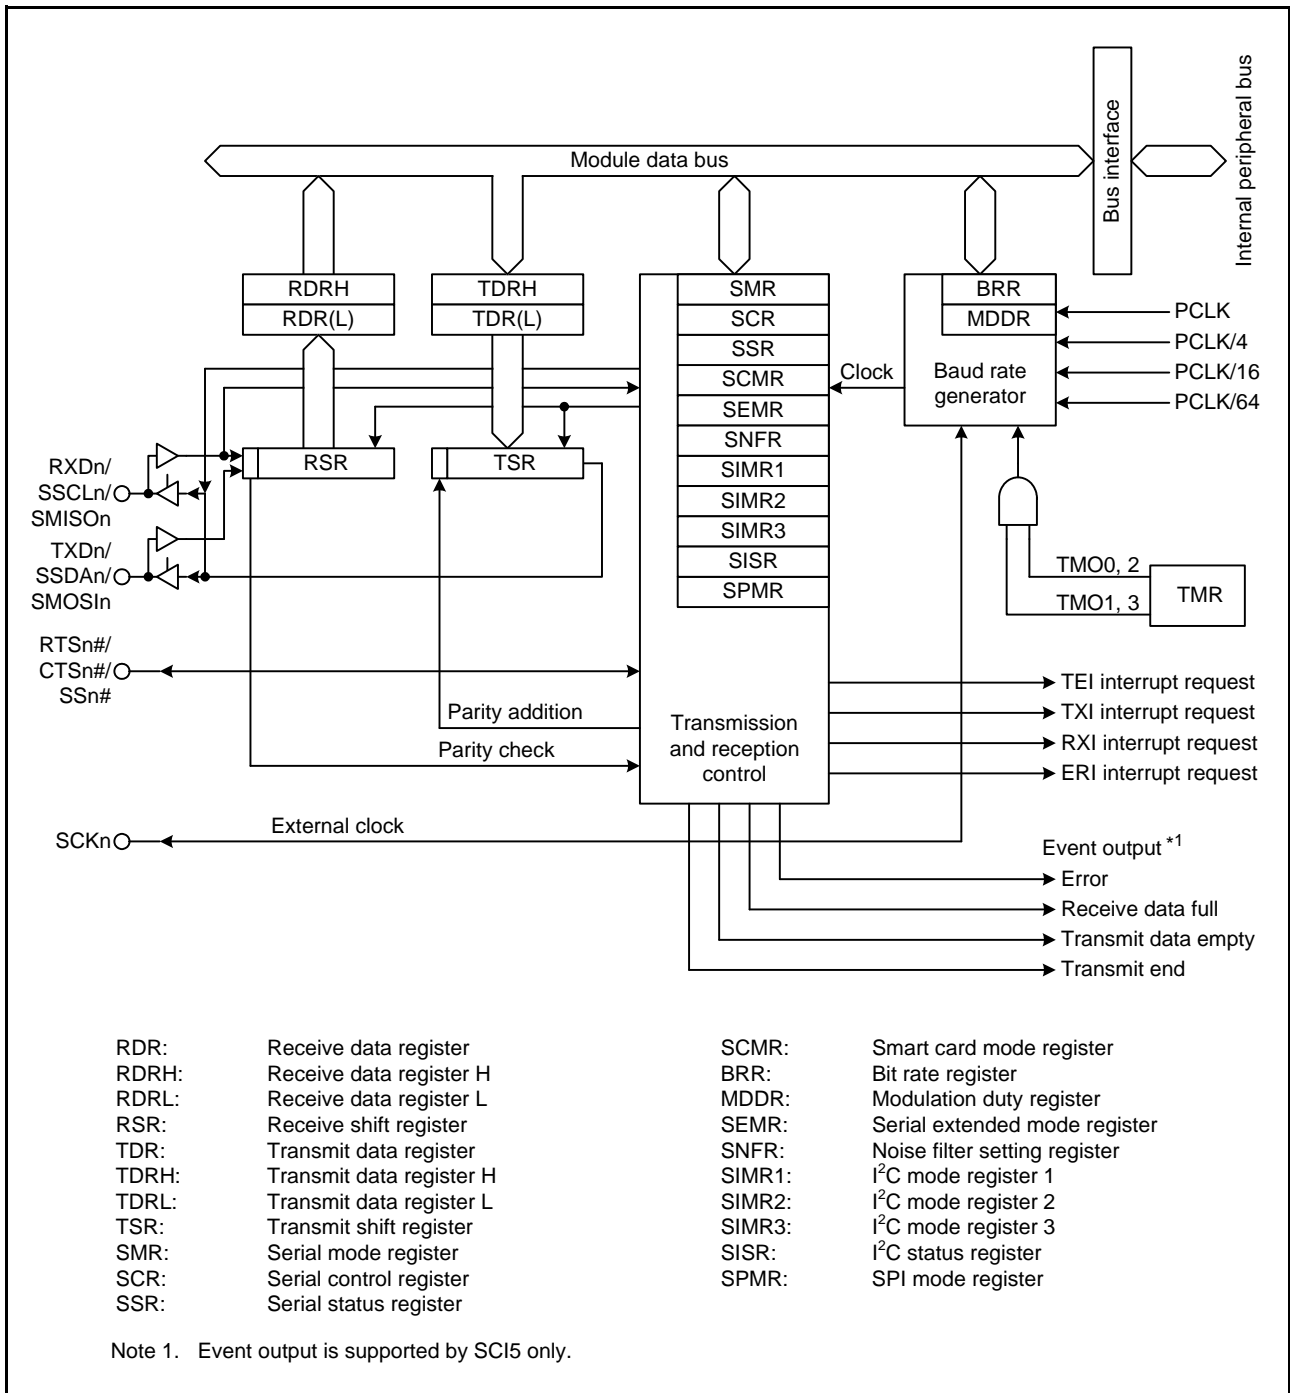 Module data bus
Bus interface
Internal peripheral bus
RDRH
RDR(L)
TDRH
TDR(L)
SMR
SCR
SSR
SCMR
SEMR
SNFR
SIMR1
SIMR2
SIMR3
SISR
SPMR
Transmission
and reception
control
BRR
MDDR
Baud rate
generator
Clock
PCLK
PCLK/4
PCLK/16
PCLK/64
RSR
TSR
RXDn/
SSCLn/
SMISOn
TXDn/
SSDAn/
SMOSIn
RTSn#/
CTSn#/
SSn#
TMO0, 2
TMO1, 3
TMR
Parity addition
Parity check
TEI interrupt request
TXI interrupt request
RXI interrupt request
ERI interrupt request
SCKn
External clock
Event output *1
Error
Receive data full
Transmit data empty
Transmit end
RDR: Receive data register
RDRH: Receive data register H
RDRL: Receive data register L
RSR: Receive shift register
TDR: Transmit data register
TDRH: Transmit data register H
TDRL: Transmit data register L
TSR: Transmit shift register
SMR: Serial mode register
SCR: Serial control register
SSR: Serial status register
SCMR: Smart card mode register
BRR: Bit rate register
MDDR: Modulation duty register
SEMR: Serial extended mode register
SNFR: Noise filter setting register
SIMR1: I²C mode register 1
SIMR2: I²C mode register 2
SIMR3: I²C mode register 3
SISR: I²C status register
SPMR: SPI mode register
Note 1. Event output is supported by SCI5 only.